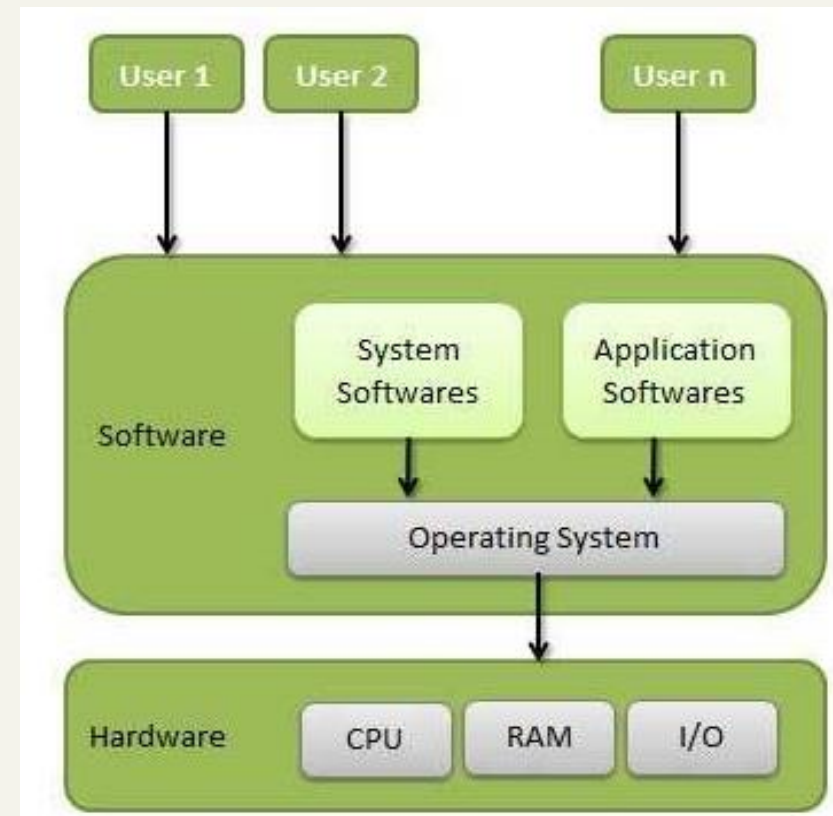 User 1
User 2
User n
System
Softwares
Application
Softwares
Software
Operating System
Hardware
CPU
RAM
I/O